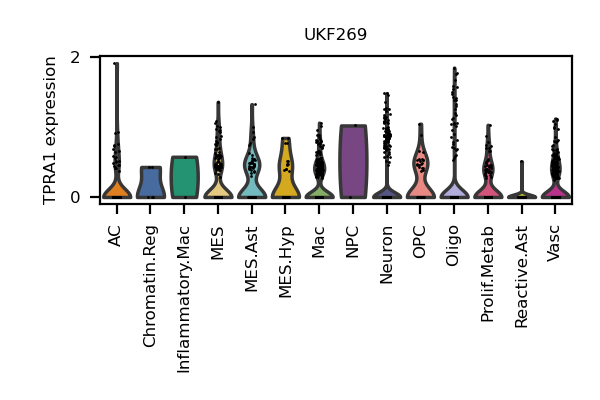 UKF269
TPRA1 expression
2
0
AC
Chromatin.Reg
Inflammatory.Mac
MES
MES.Ast
MES.Hyp
Mac
NPC
Neuron
OPC
Oligo
Prolif.Metab
Reactive.Ast
Vasc